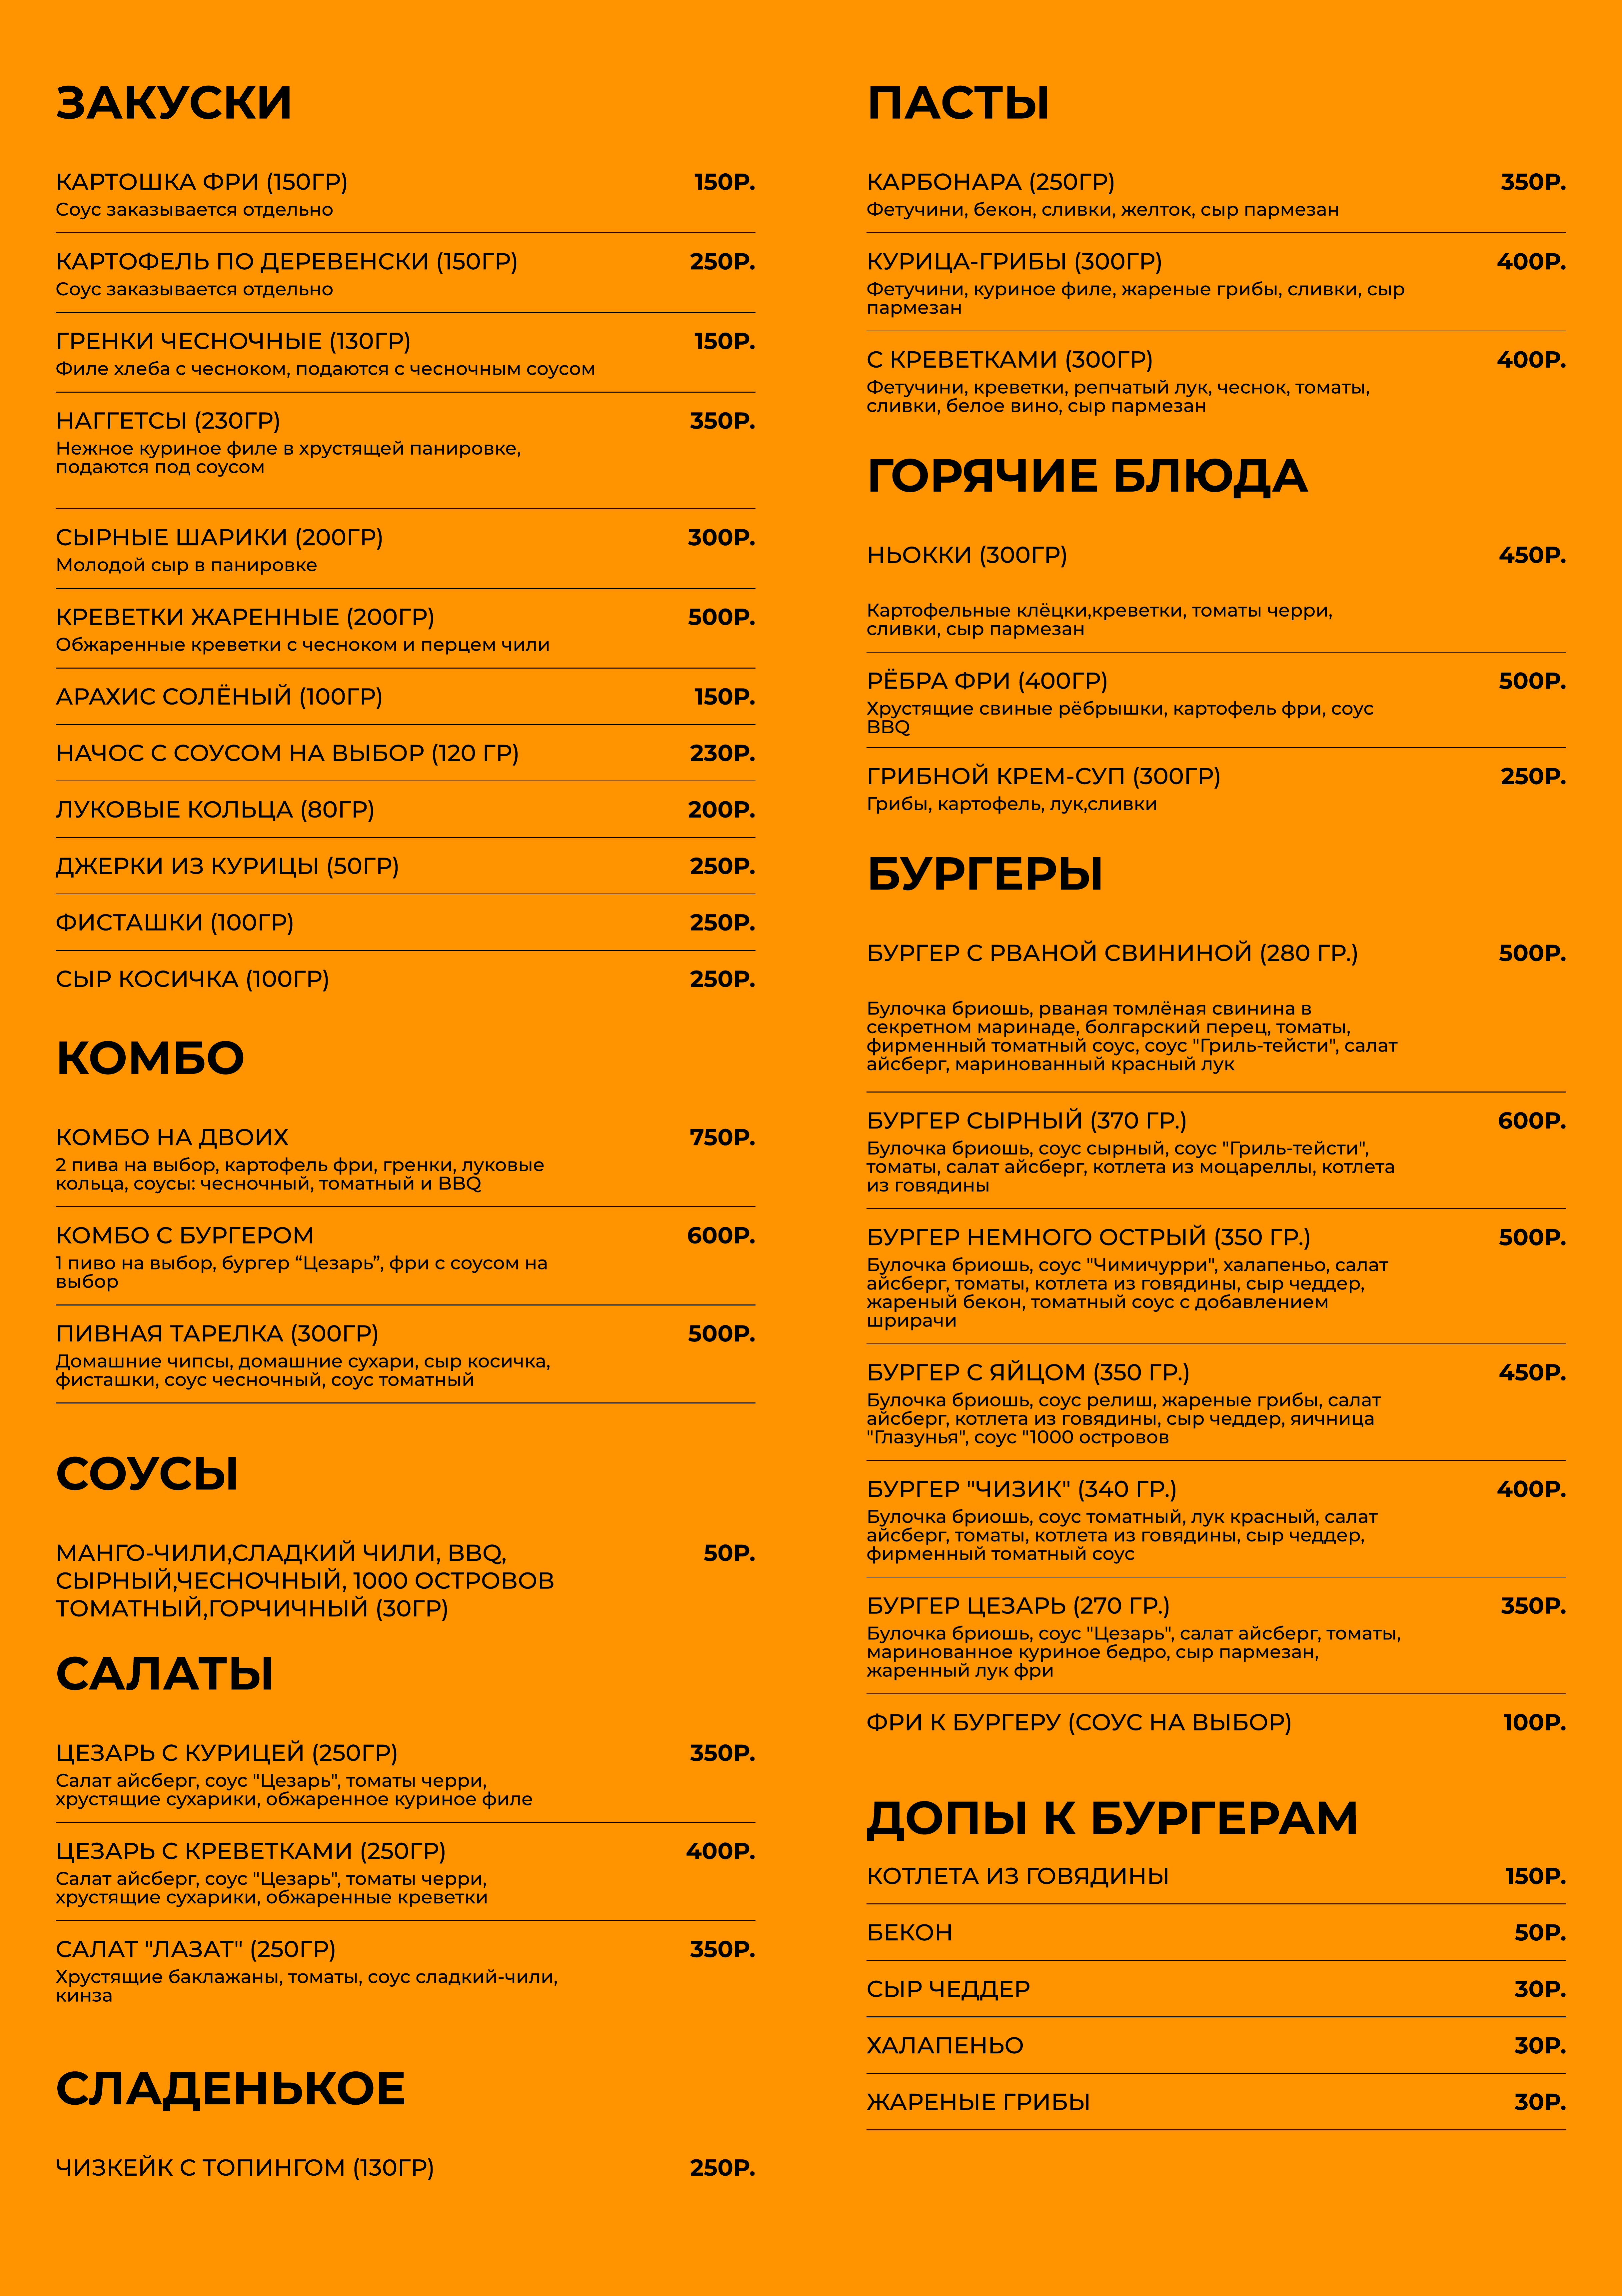 ЗАКУСКИ
КАРТОШКА ФРИ (150ГР) 150Р.
Соус заказывается отдельно
КАРТОФЕЛЬ ПО ДЕРЕВЕНСКИ (150ГР) 250Р.
Соус заказывается отдельно
ГРЕНКИ ЧЕСНОЧНЫЕ (130ГР) 150Р.
Филе хлеба с чесноком, подаются с чесночным соусом
НАГГЕТСЫ (230ГР) 350Р.
Нежное куриное филе в хрустящей панировке,
подаются под соусом
СЫРНЫЕ ШАРИКИ (200ГР) 300Р.
Молодой сыр в панировке
КРЕВЕТКИ ЖАРЕННЫЕ (200ГР) 500Р.
Обжаренные креветки с чесноком и перцем чили
АРАХИС СОЛЁНЫЙ (100ГР) 150Р.
НАЧОС С СОУСОМ НА ВЫБОР (120 ГР) 230Р.
ЛУКОВЫЕ КОЛЬЦА (80ГР) 200Р.
ДЖЕРКИ ИЗ КУРИЦЫ (50ГР) 250Р.
ФИСТАШКИ (100ГР) 250Р.
СЫР КОСИЧКА (100ГР) 250Р.
КОМБО
КОМБО НА ДВОИХ 750Р.
2 пива на выбор, картофель фри, гренки, луковые
кольца, соусы: чесночный, томатный и BBQ
КОМБО С БУРГЕРОМ 600Р.
1 пиво на выбор, бургер “Цезарь”, фри с соусом на
выбор
ПИВНАЯ ТАРЕЛКА (300ГР) 500Р.
Домашние чипсы, домашние сухари, сыр косичка,
фисташки, соус чесночный, соус томатный
СОУСЫ
МАНГО-ЧИЛИ,СЛАДКИЙ ЧИЛИ, BBQ, 50Р.
СЫРНЫЙ,ЧЕСНОЧНЫЙ, 1000 ОСТРОВОВ
ТОМАТНЫЙ,ГОРЧИЧНЫЙ (30ГР)
САЛАТЫ
ЦЕЗАРЬ С КУРИЦЕЙ (250ГР) 350Р.
Салат айсберг, соус "Цезарь", томаты черри,
хрустящие сухарики, обжаренное куриное филе
ЦЕЗАРЬ С КРЕВЕТКАМИ (250ГР) 400Р.
Салат айсберг, соус "Цезарь", томаты черри,
хрустящие сухарики, обжаренные креветки
САЛАТ "ЛАЗАТ" (250ГР) 350Р.
Хрустящие баклажаны, томаты, соус сладкий-чили,
кинза
СЛАДЕНЬКОЕ
ЧИЗКЕЙК С ТОПИНГОМ (130ГР) 250Р.
ПАСТЫ
КАРБОНАРА (250ГР) 350Р.
Фетучини, бекон, сливки, желток, сыр пармезан
КУРИЦА-ГРИБЫ (300ГР) 400Р.
Фетучини, куриное филе, жареные грибы, сливки, сыр
пармезан
С КРЕВЕТКАМИ (300ГР) 400Р.
Фетучини, креветки, репчатый лук, чеснок, томаты,
сливки, белое вино, сыр пармезан
ГОРЯЧИЕ БЛЮДА
НЬОККИ (300ГР) 450Р.
Картофельные клёцки,креветки, томаты черри,
сливки, сыр пармезан
РЁБРА ФРИ (400ГР) 500Р.
Хрустящие свиные рёбрышки, картофель фри, соус
BBQ
ГРИБНОЙ КРЕМ-СУП (300ГР) 250Р.
Грибы, картофель, лук,сливки
БУРГЕРЫ
БУРГЕР С РВАНОЙ СВИНИНОЙ (280 ГР.) 500Р.
Булочка бриошь, рваная томлёная свинина в
секретном маринаде, болгарский перец, томаты,
фирменный томатный соус, соус "Гриль-тейсти", салат
айсберг, маринованный красный лук
БУРГЕР СЫРНЫЙ (370 ГР.) 600Р.
Булочка бриошь, соус сырный, соус "Гриль-тейсти",
томаты, салат айсберг, котлета из моцареллы, котлета
из говядины
БУРГЕР НЕМНОГО ОСТРЫЙ (350 ГР.) 500Р.
Булочка бриошь, соус "Чимичурри", халапеньо, салат
айсберг, томаты, котлета из говядины, сыр чеддер,
жареный бекон, томатный соус с добавлением
шрирачи
БУРГЕР С ЯЙЦОМ (350 ГР.) 450Р.
Булочка бриошь, соус релиш, жареные грибы, салат
айсберг, котлета из говядины, сыр чеддер, яичница
"Глазунья", соус "1000 островов
БУРГЕР "ЧИЗИК" (340 ГР.) 400Р.
Булочка бриошь, соус томатный, лук красный, салат
айсберг, томаты, котлета из говядины, сыр чеддер,
фирменный томатный соус
БУРГЕР ЦЕЗАРЬ (270 ГР.) 350Р.
Булочка бриошь, соус "Цезарь", салат айсберг, томаты,
маринованное куриное бедро, сыр пармезан,
жаренный лук фри
ФРИ К БУРГЕРУ (СОУС НА ВЫБОР) 100Р.
ДОПЫ К БУРГЕРАМ
КОТЛЕТА ИЗ ГОВЯДИНЫ 150Р.
БЕКОН 50Р.
СЫР ЧЕДДЕР 30Р.
ХАЛАПЕНЬО 30Р.
ЖАРЕНЫЕ ГРИБЫ 30Р.